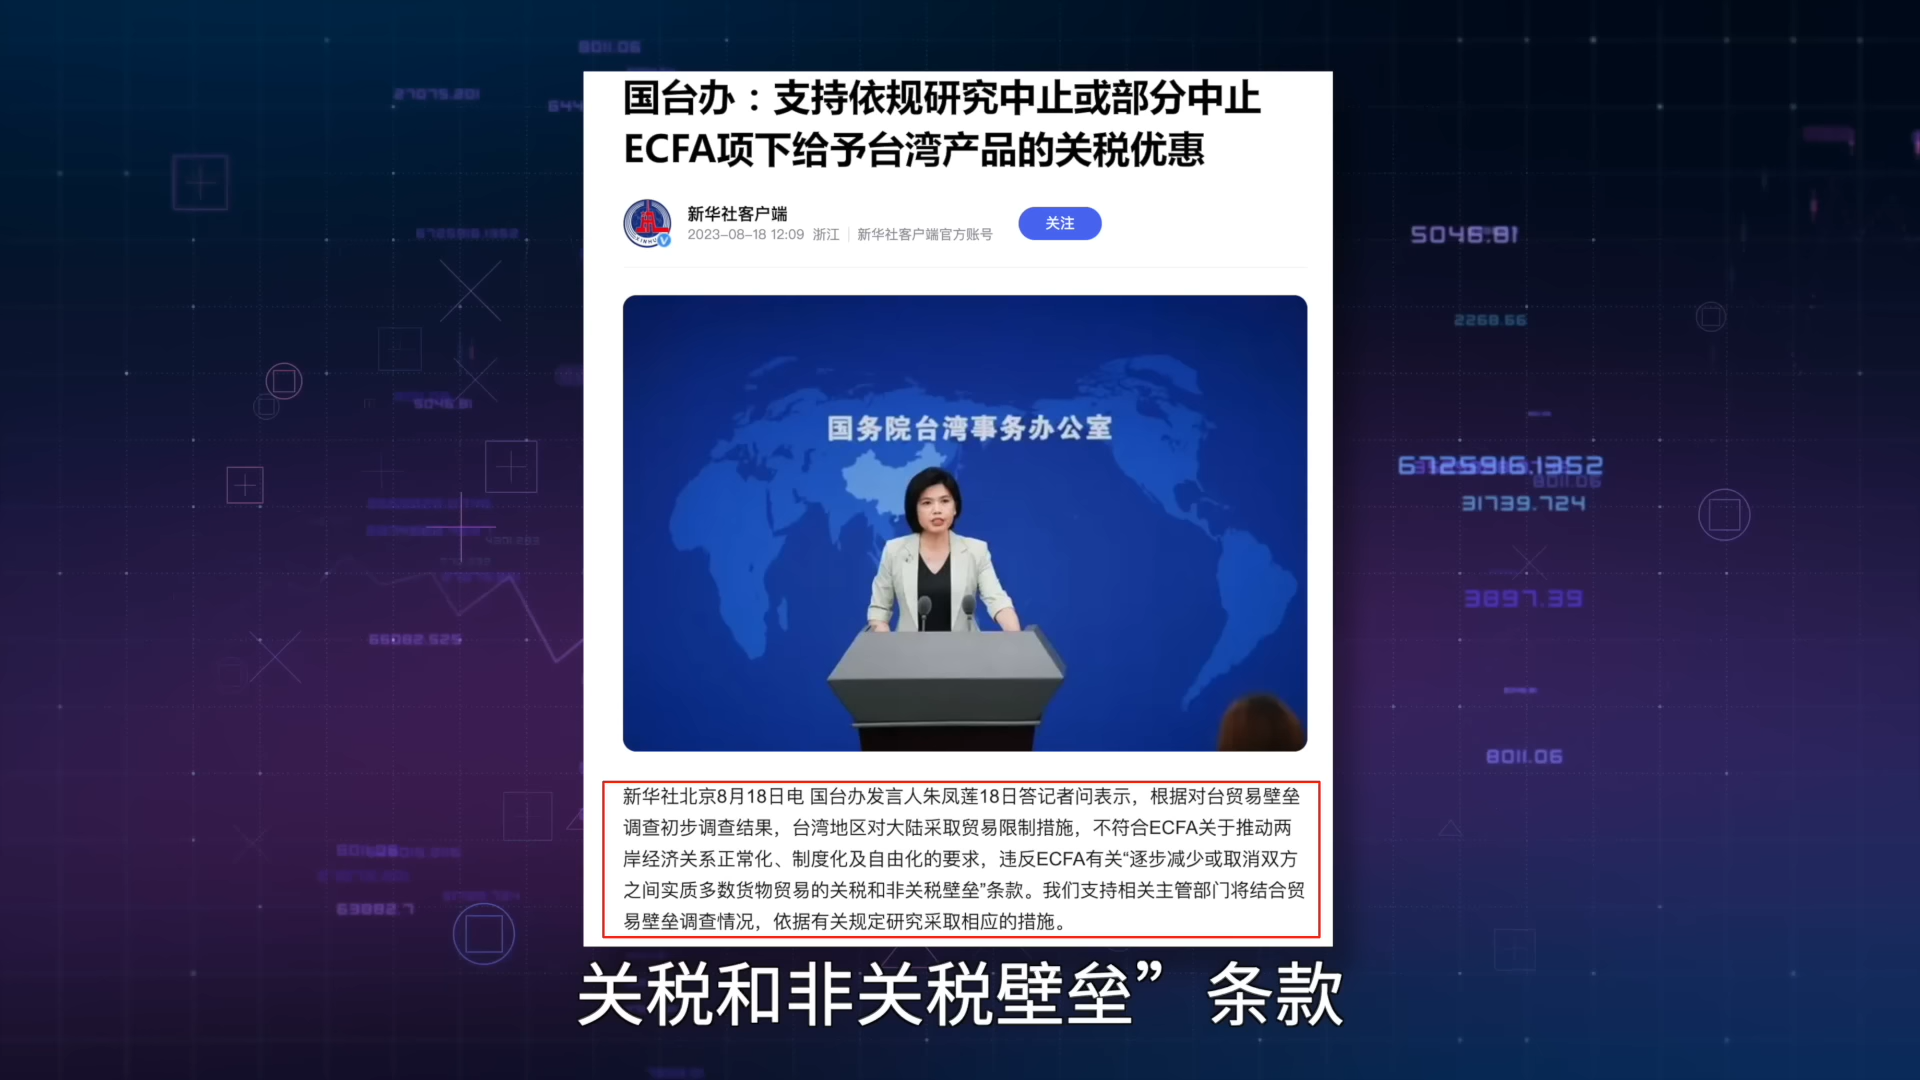 国台办：支持依规研究中止或部分中止
ECFA项下给予台湾产品的关税优惠
新华社客户端
2023-08-18 12:09 浙江 新华社客户端官方账号
关注
国务院台湾事务办公室
新华社北京8月18日电 国台办发言人朱凤莲18日答记者问表示，根据对台贸易壁垒
调查初步调查结果，台湾地区对大陆采取贸易限制措施，不符合ECFA关于推动两
岸经济关系正常化、制度化及自由化的要求，违反ECFA有关“逐步减少或取消双方
之间实质多数货物贸易的关税和非关税壁垒”条款。我们支持相关主管部门将结合贸
易壁垒调查情况，依据有关规定研究采取相应的措施。
关税和非关税壁垒”条款
8011.06
27075.201
5046.81
66082.525
63082.7
5046.81
2268.66
6725916.1352
8011.06
31739.724
3897.39
8011.06